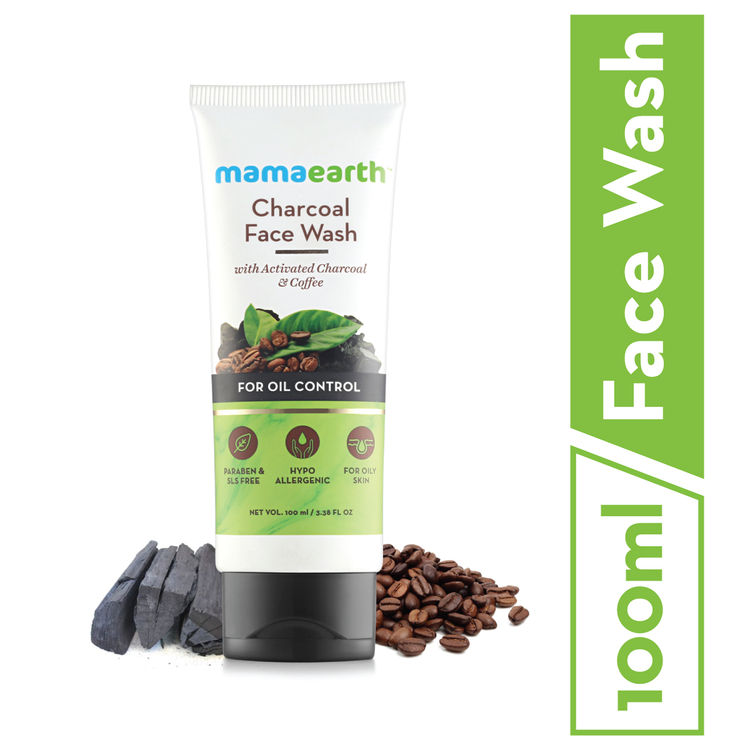 mamaearth™
Charcoal
Face Wash
with Activated Charcoal
& Coffee
FOR OIL CONTROL
PARABEN &
SLS FREE
HYPO
ALLERGENIC
FOR OILY
SKIN
NET VOL. 100 ml / 3.38 FL OZ
100ml
Face Wash